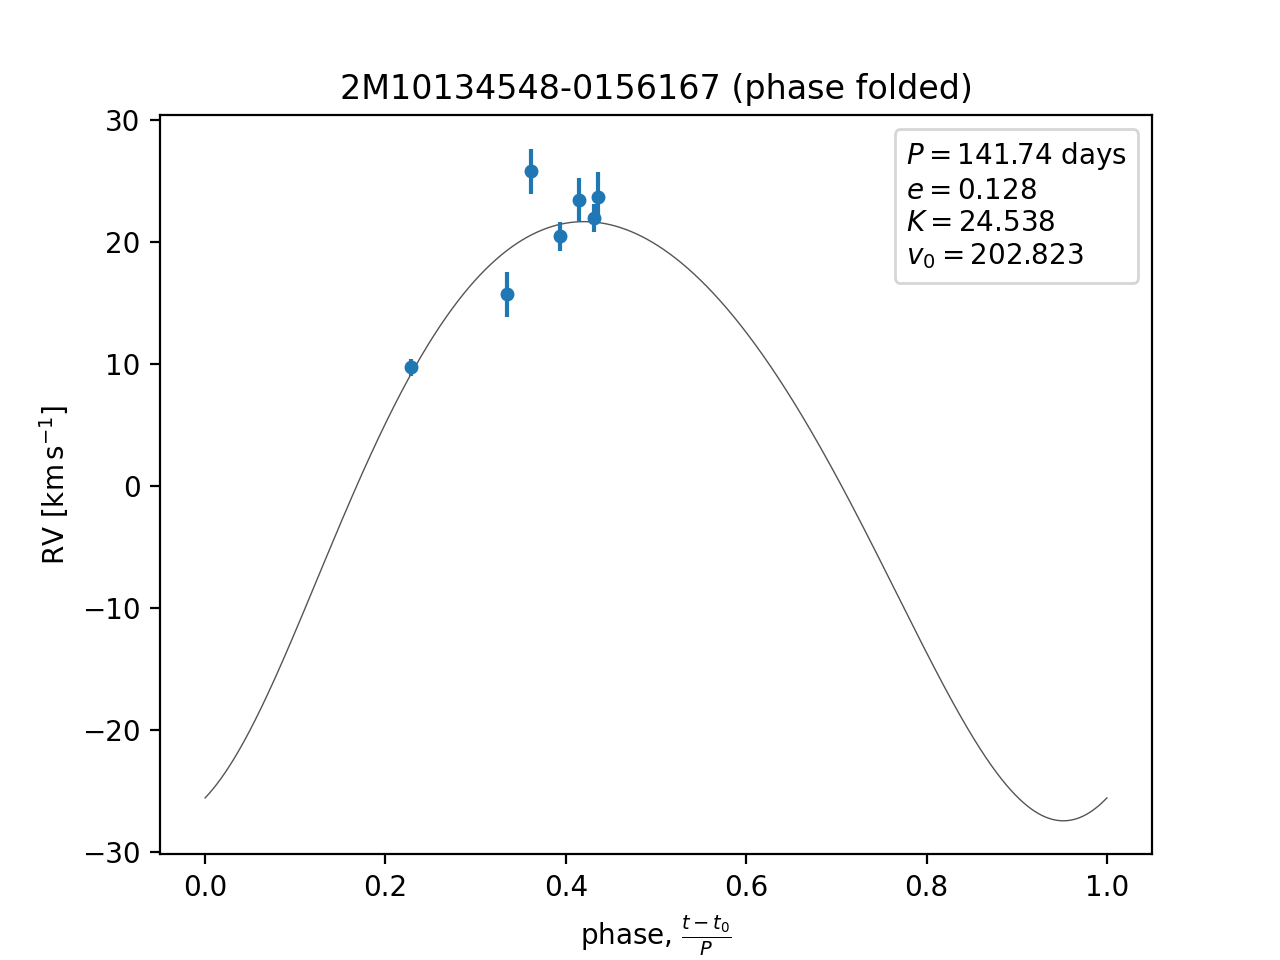 2M10134548-0156167 (phase folded)
P = 141.74 days
e = 0.128
K = 24.538
v₀ = 202.823
30
20
10
0
−10
−20
−30
RV [km s⁻¹]
0.0 0.2 0.4 0.6 0.8 1.0
phase, (t − t₀)/P